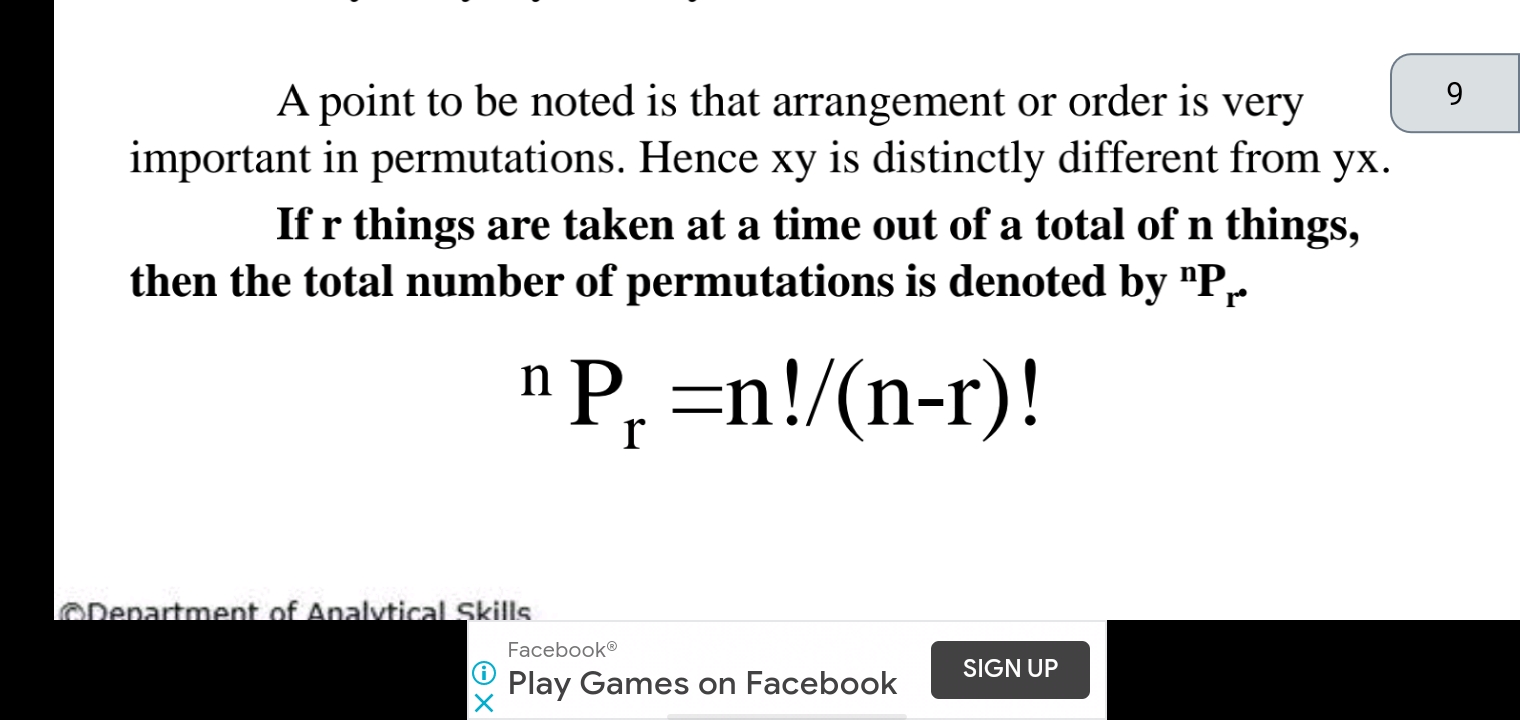 A point to be noted is that arrangement or order is very
9
important in permutations. Hence xy is distinctly different from yx.
If r things are taken at a time out of a total of n things,
then the total number of permutations is denoted by ⁿPᵣ.
ⁿ Pᵣ =n!/(n-r)!
©Department of Analytical Skills
Facebook®
Play Games on Facebook
SIGN UP